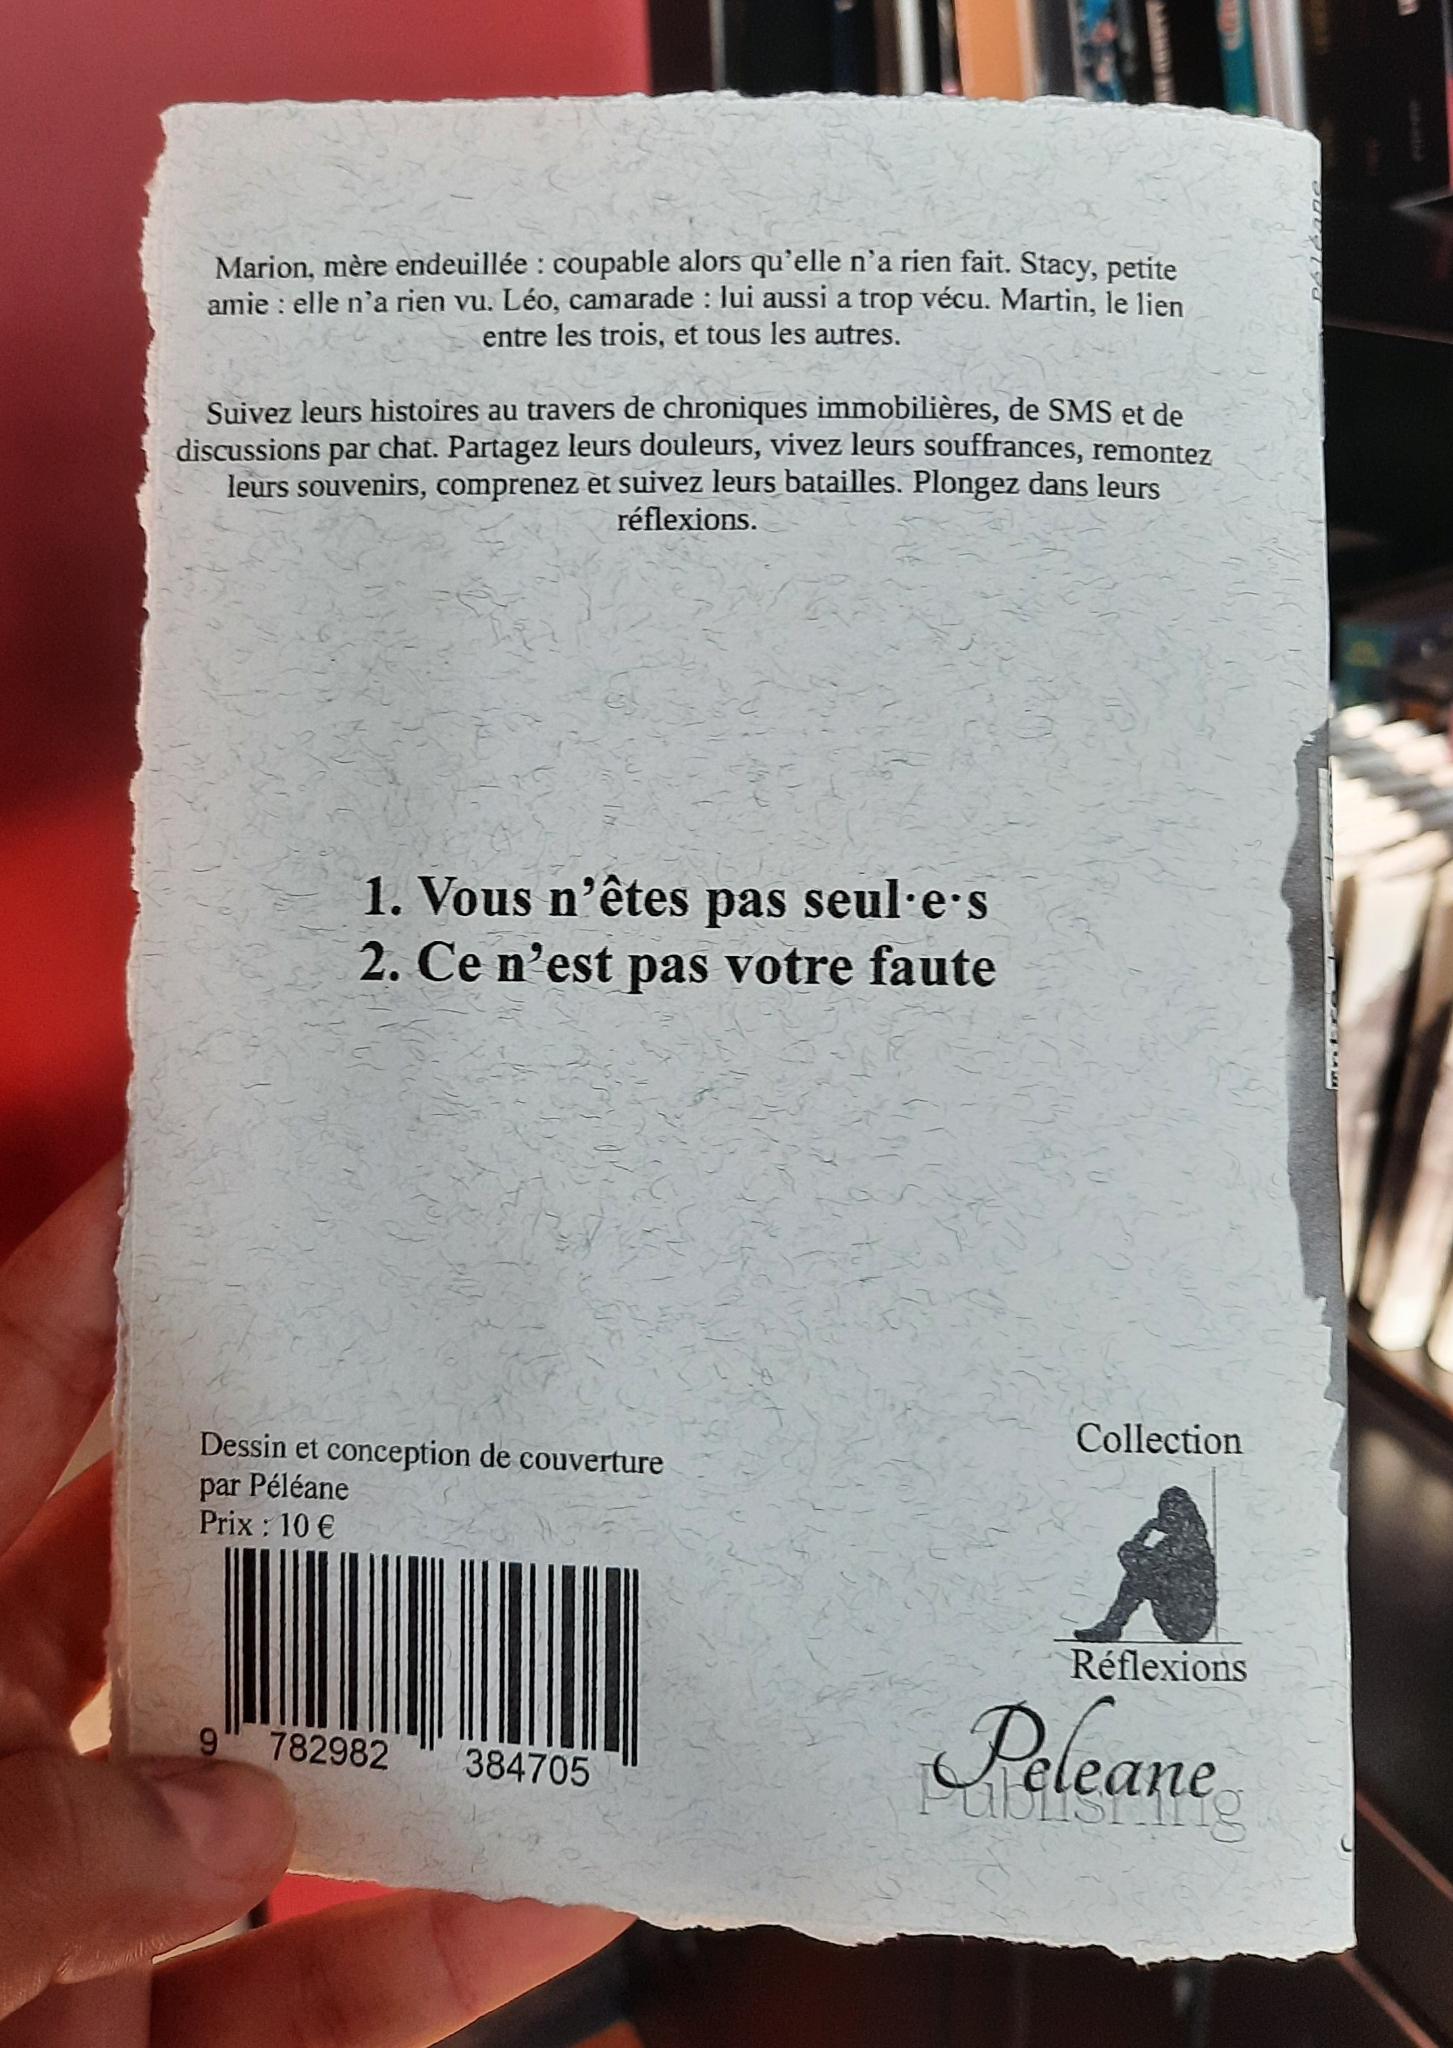 Marion, mère endeuillée : coupable alors qu’elle n’a rien fait. Stacy, petite
amie : elle n’a rien vu. Léo, camarade : lui aussi a trop vécu. Martin, le lien
entre les trois, et tous les autres.
Suivez leurs histoires au travers de chroniques immobilières, de SMS et de
discussions par chat. Partagez leurs douleurs, vivez leurs souffrances, remontez
leurs souvenirs, comprenez et suivez leurs batailles. Plongez dans leurs
réflexions.
1. Vous n’êtes pas seul·e·s
2. Ce n’est pas votre faute
Dessin et conception de couverture
par Péléane
Prix : 10 €
9 782982 384705
Collection
Réflexions
Peleane
Publishing
Péléane